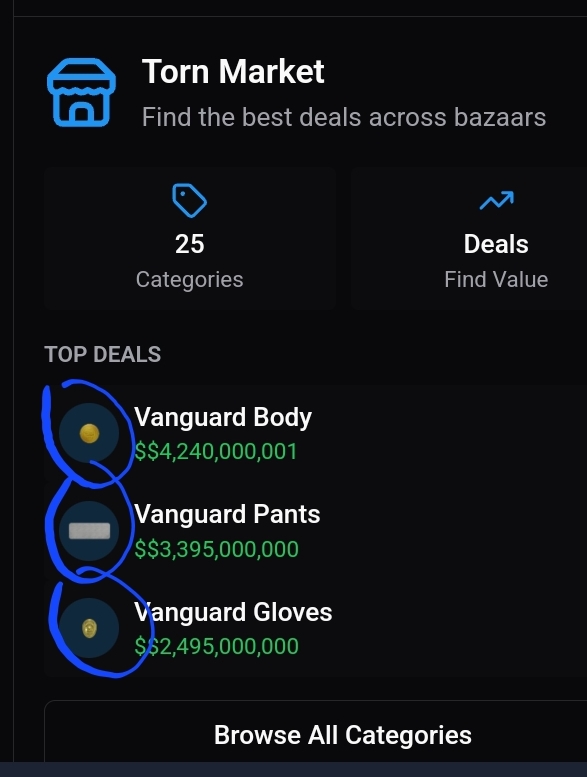 Torn Market
Find the best deals across bazaars
25
Categories
Deals
Find Value
TOP DEALS
Vanguard Body
$$4,240,000,001
Vanguard Pants
$$3,395,000,000
Vanguard Gloves
$$2,495,000,000
Browse All Categories